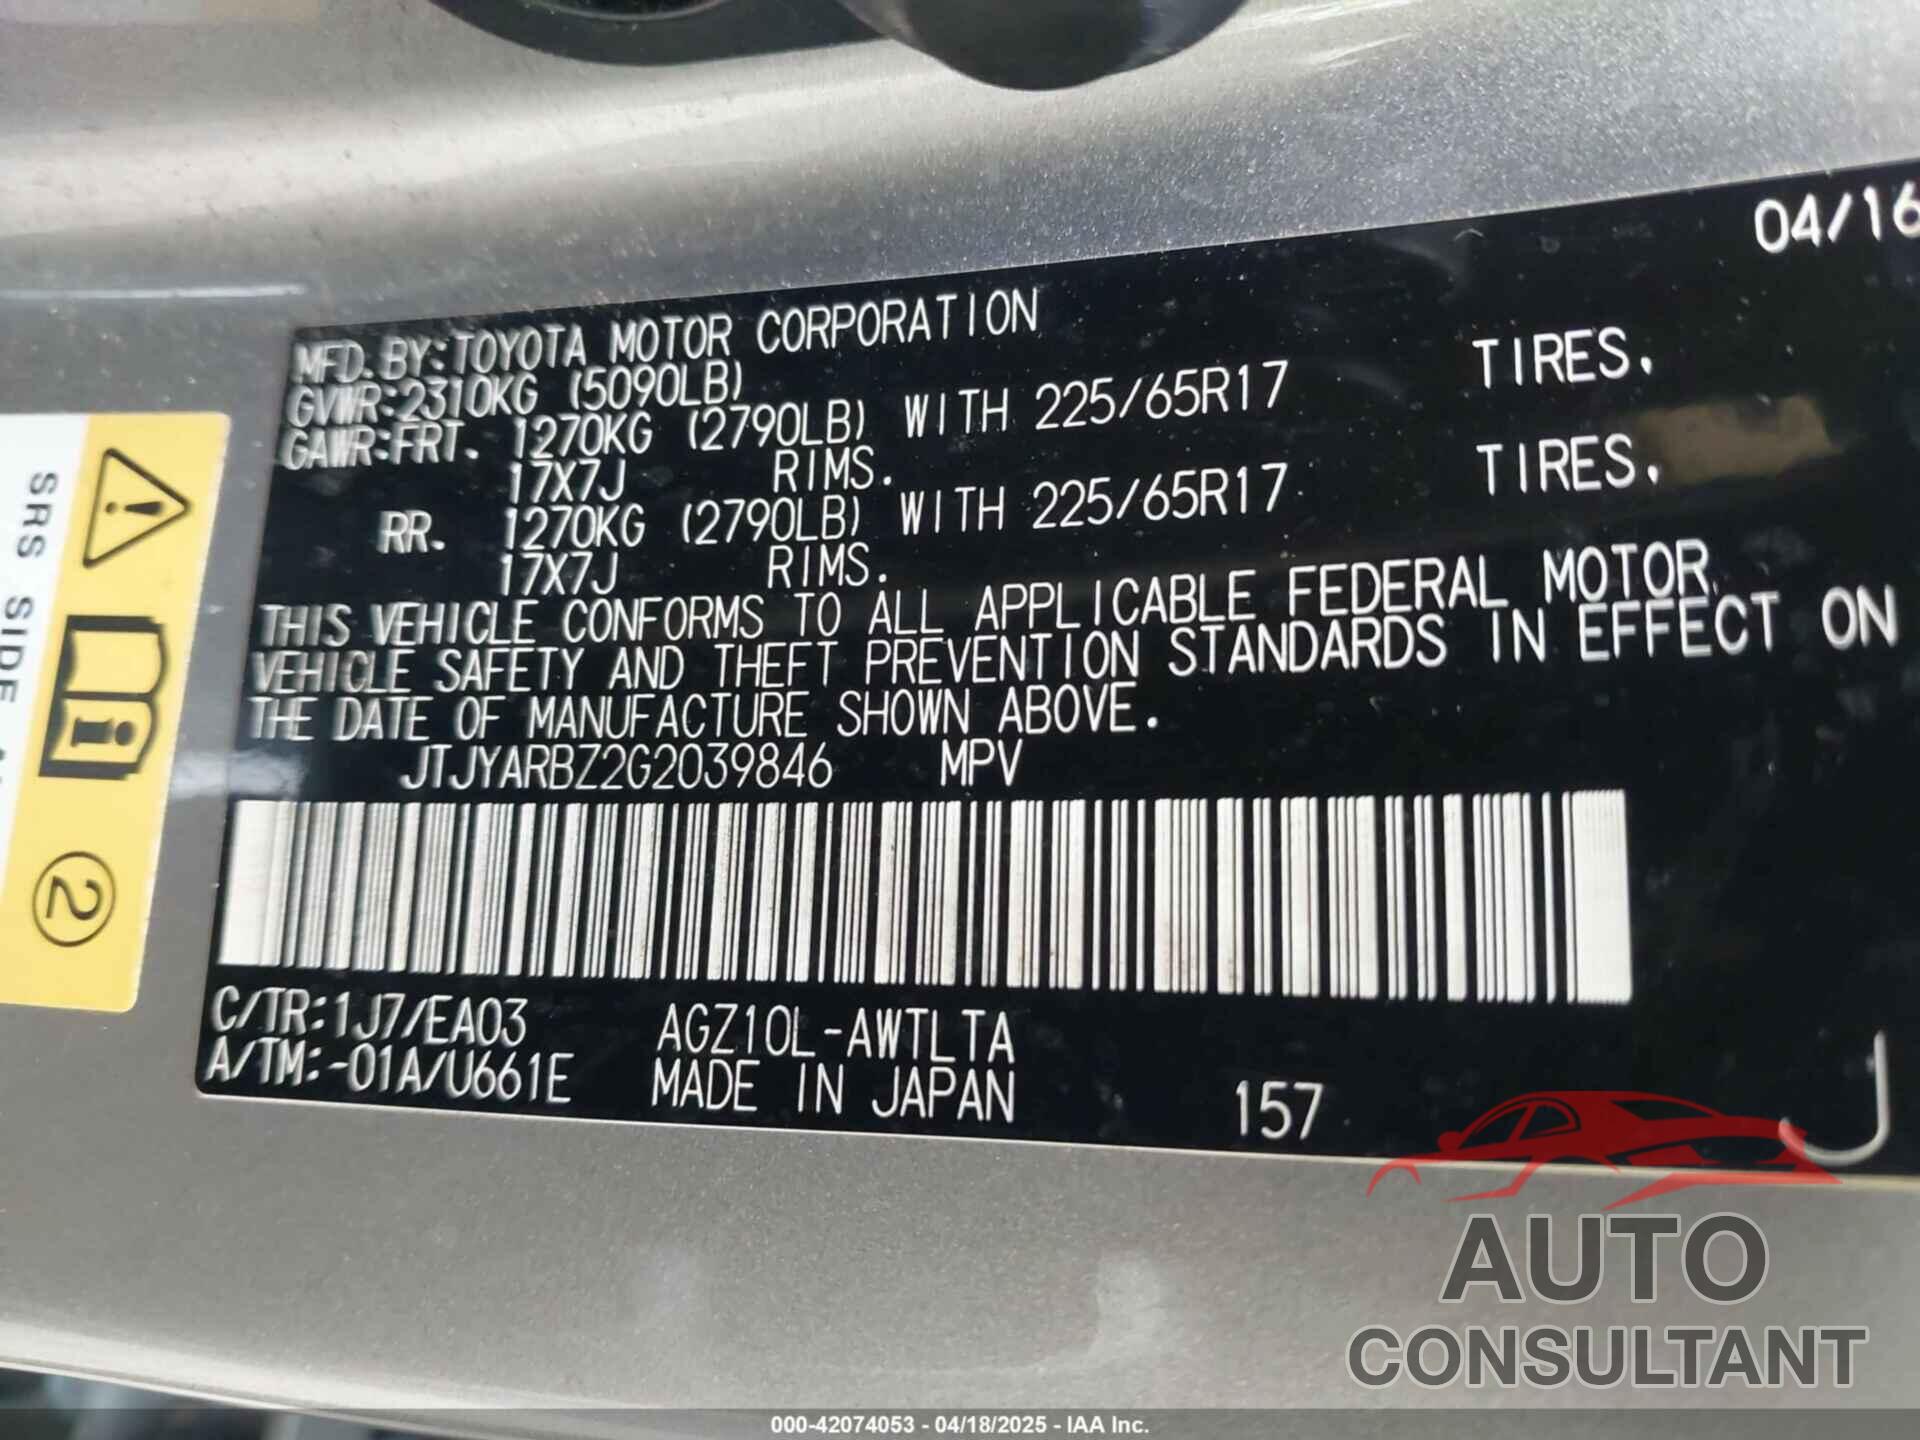 04/16
MFD. BY: TOYOTA MOTOR CORPORATION
GVWR: 2310KG (5090LB)
GAWR: FRT. 1270KG (2790LB) WITH 225/65R17 TIRES.
17X7J RIMS.
RR. 1270KG (2790LB) WITH 225/65R17 TIRES.
17X7J RIMS.
THIS VEHICLE CONFORMS TO ALL APPLICABLE FEDERAL MOTOR
VEHICLE SAFETY AND THEFT PREVENTION STANDARDS IN EFFECT ON
THE DATE OF MANUFACTURE SHOWN ABOVE.
JTJYARBZ2G2039846 MPV
C/TR: 1J7/EA03 AGZ10L-AWTLTA
A/TM:-01A/U661E MADE IN JAPAN 157
J
SRS SIDE
2
AUTO
CONSULTANT
000-42074053 - 04/18/2025 - IAA Inc.